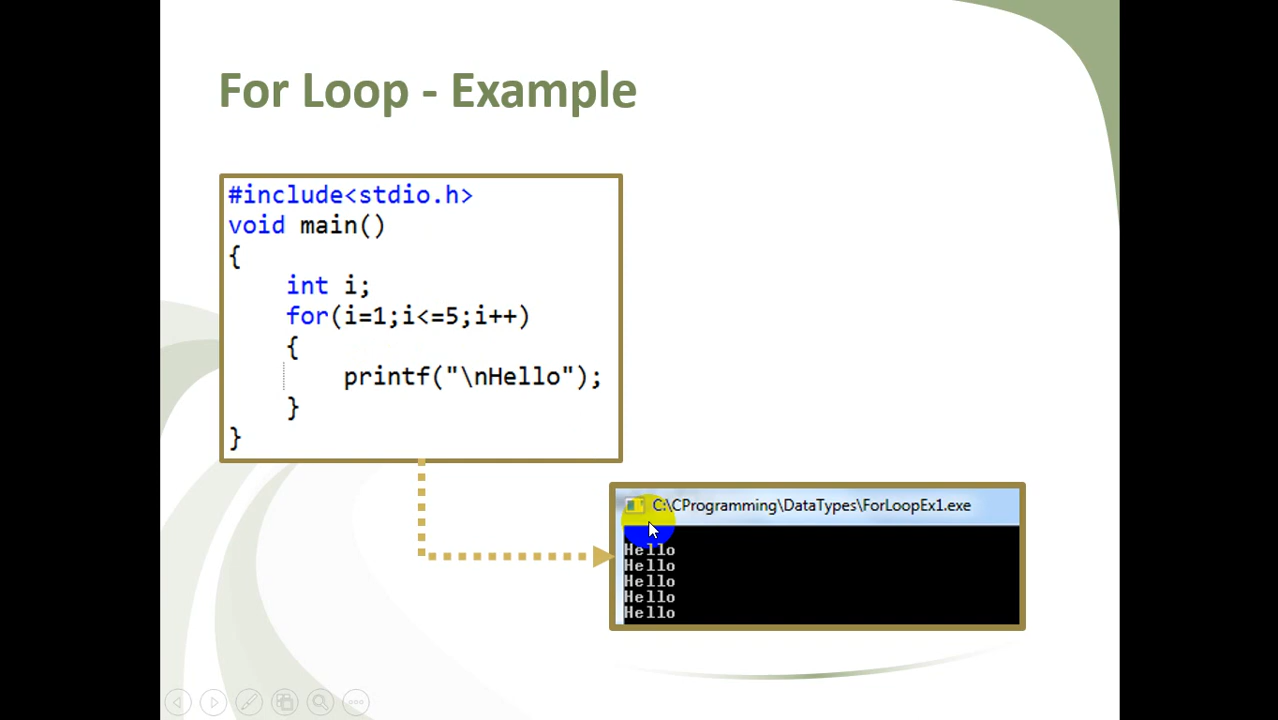 For Loop - Example
#include<stdio.h>
void main()
{
int i;
for(i=1;i<=5;i++)
{
printf("\nHello");
}
}
C:\CProgramming\DataTypes\ForLoopEx1.exe
Hello
Hello
Hello
Hello
Hello